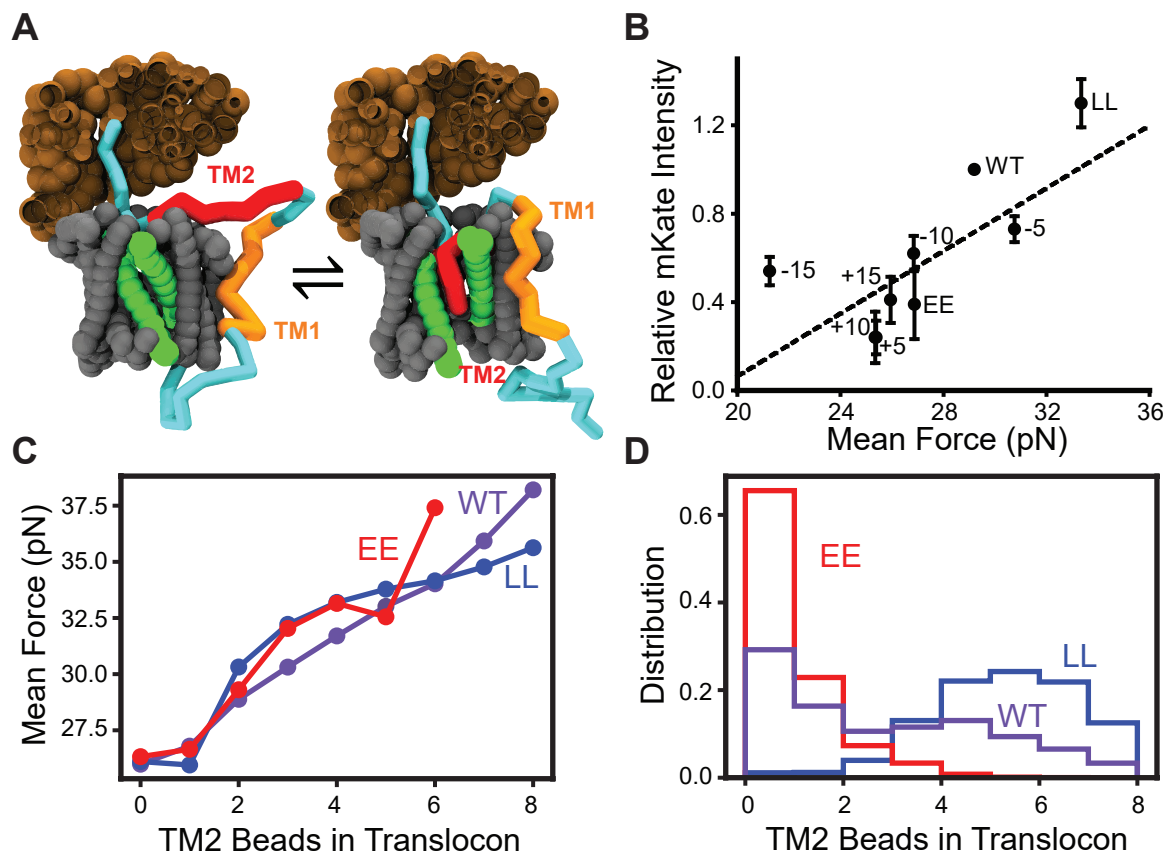 A
TM2
TM1
TM1
TM2
B
Relative mKate Intensity
1.2
0.8
0.4
0.0
LL
WT
-5
-10
-15
+15
EE
+10
+5
20
24
28
32
36
Mean Force (pN)
C
Mean Force (pN)
37.5
35.0
32.5
30.0
27.5
WT
EE
LL
0
2
4
6
8
TM2 Beads in Translocon
D
Distribution
0.6
0.4
0.2
0.0
EE
LL
WT
0
2
4
6
8
TM2 Beads in Translocon